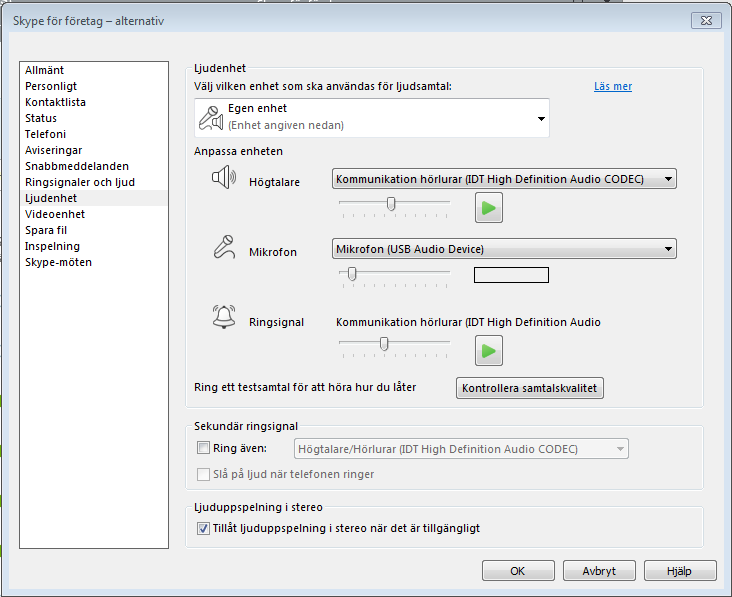 Skype för företag – alternativ
Allmänt
Personligt
Kontaktlista
Status
Telefoni
Aviseringar
Snabbmeddelanden
Ringsignaler och ljud
Ljudenhet
Videoenhet
Spara fil
Inspelning
Skype-möten
Ljudenhet
Välj vilken enhet som ska användas för ljudsamtal:
Läs mer
Egen enhet
(Enhet angiven nedan)
Anpassa enheten
Högtalare
Kommunikation hörlurar (IDT High Definition Audio CODEC)
Mikrofon
Mikrofon (USB Audio Device)
Ringsignal
Kommunikation hörlurar (IDT High Definition Audio
Ring ett testsamtal för att höra hur du låter
Kontrollera samtalskvalitet
Sekundär ringsignal
Ring även:
Högtalare/Hörlurar (IDT High Definition Audio CODEC)
Slå på ljud när telefonen ringer
Ljuduppspelning i stereo
Tillåt ljuduppspelning i stereo när det är tillgängligt
OK
Avbryt
Hjälp